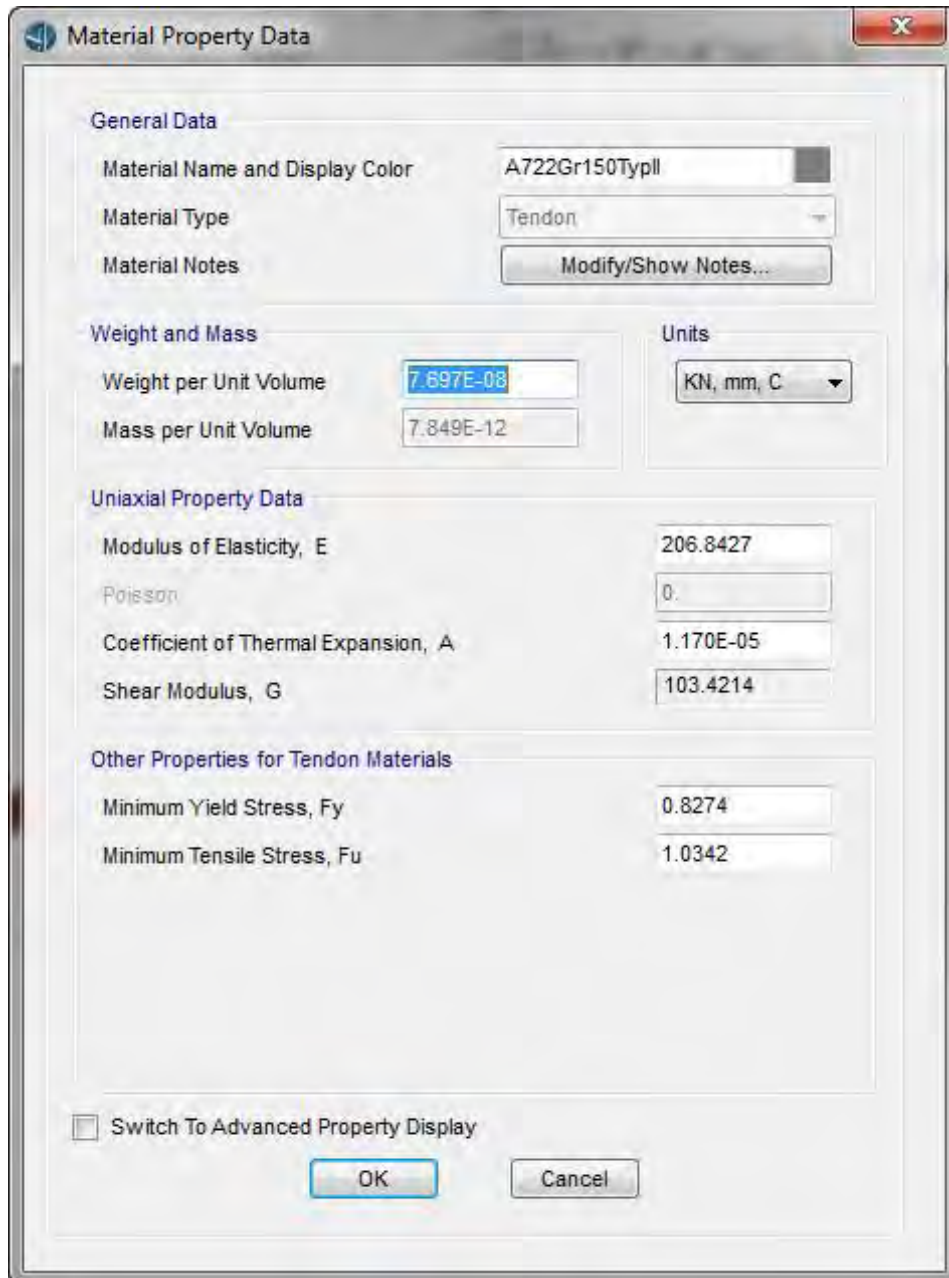 Material Property Data
General Data
Material Name and Display Color A722Gr150TypII
Material Type Tendon
Material Notes Modify/Show Notes...
Weight and Mass Units
Weight per Unit Volume 7.697E-08 KN, mm, C
Mass per Unit Volume 7.849E-12
Uniaxial Property Data
Modulus of Elasticity, E 206.8427
Poisson 0.
Coefficient of Thermal Expansion, A 1.170E-05
Shear Modulus, G 103.4214
Other Properties for Tendon Materials
Minimum Yield Stress, Fy 0.8274
Minimum Tensile Stress, Fu 1.0342
Switch To Advanced Property Display
OK Cancel